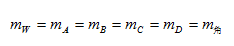 m_W = m_A = m_B = m_C = m_D = m_角